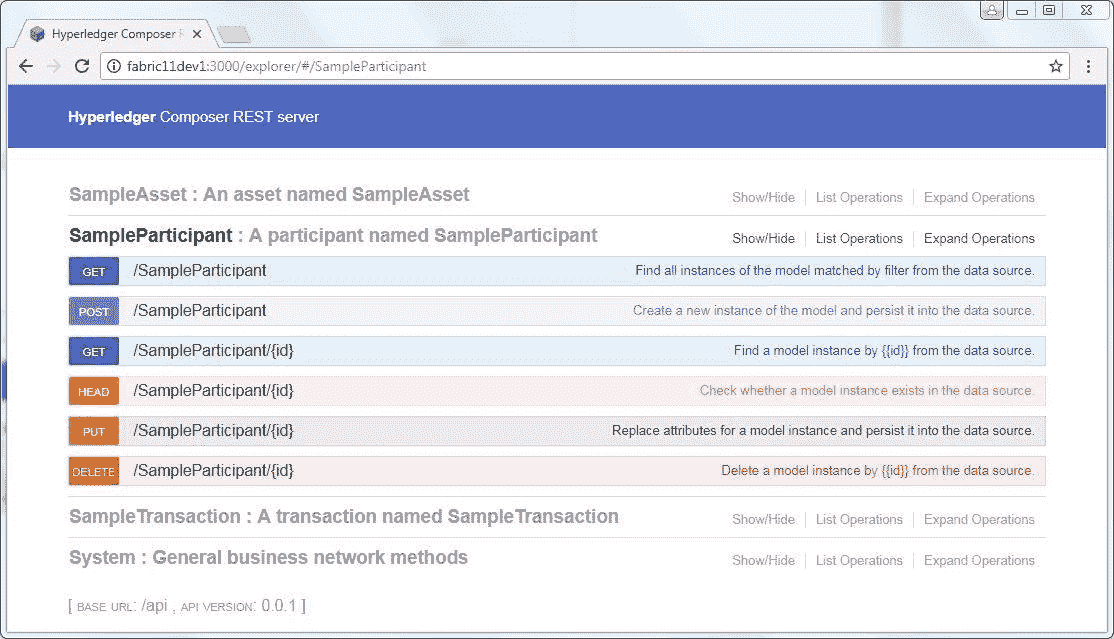 Hyperledger Composer R
fabric11dev1:3000/explorer/#/SampleParticipant
Hyperledger Composer REST server
SampleAsset : An asset named SampleAsset Show/Hide List Operations Expand Operations
SampleParticipant : A participant named SampleParticipant Show/Hide List Operations Expand Operations
GET /SampleParticipant Find all instances of the model matched by filter from the data source.
POST /SampleParticipant Create a new instance of the model and persist it into the data source.
GET /SampleParticipant/{id} Find a model instance by {{id}} from the data source.
HEAD /SampleParticipant/{id} Check whether a model instance exists in the data source.
PUT /SampleParticipant/{id} Replace attributes for a model instance and persist it into the data source.
DELETE /SampleParticipant/{id} Delete a model instance by {{id}} from the data source.
SampleTransaction : A transaction named SampleTransaction Show/Hide List Operations Expand Operations
System : General business network methods Show/Hide List Operations Expand Operations
[ BASE URL: /api , API VERSION: 0.0.1 ]